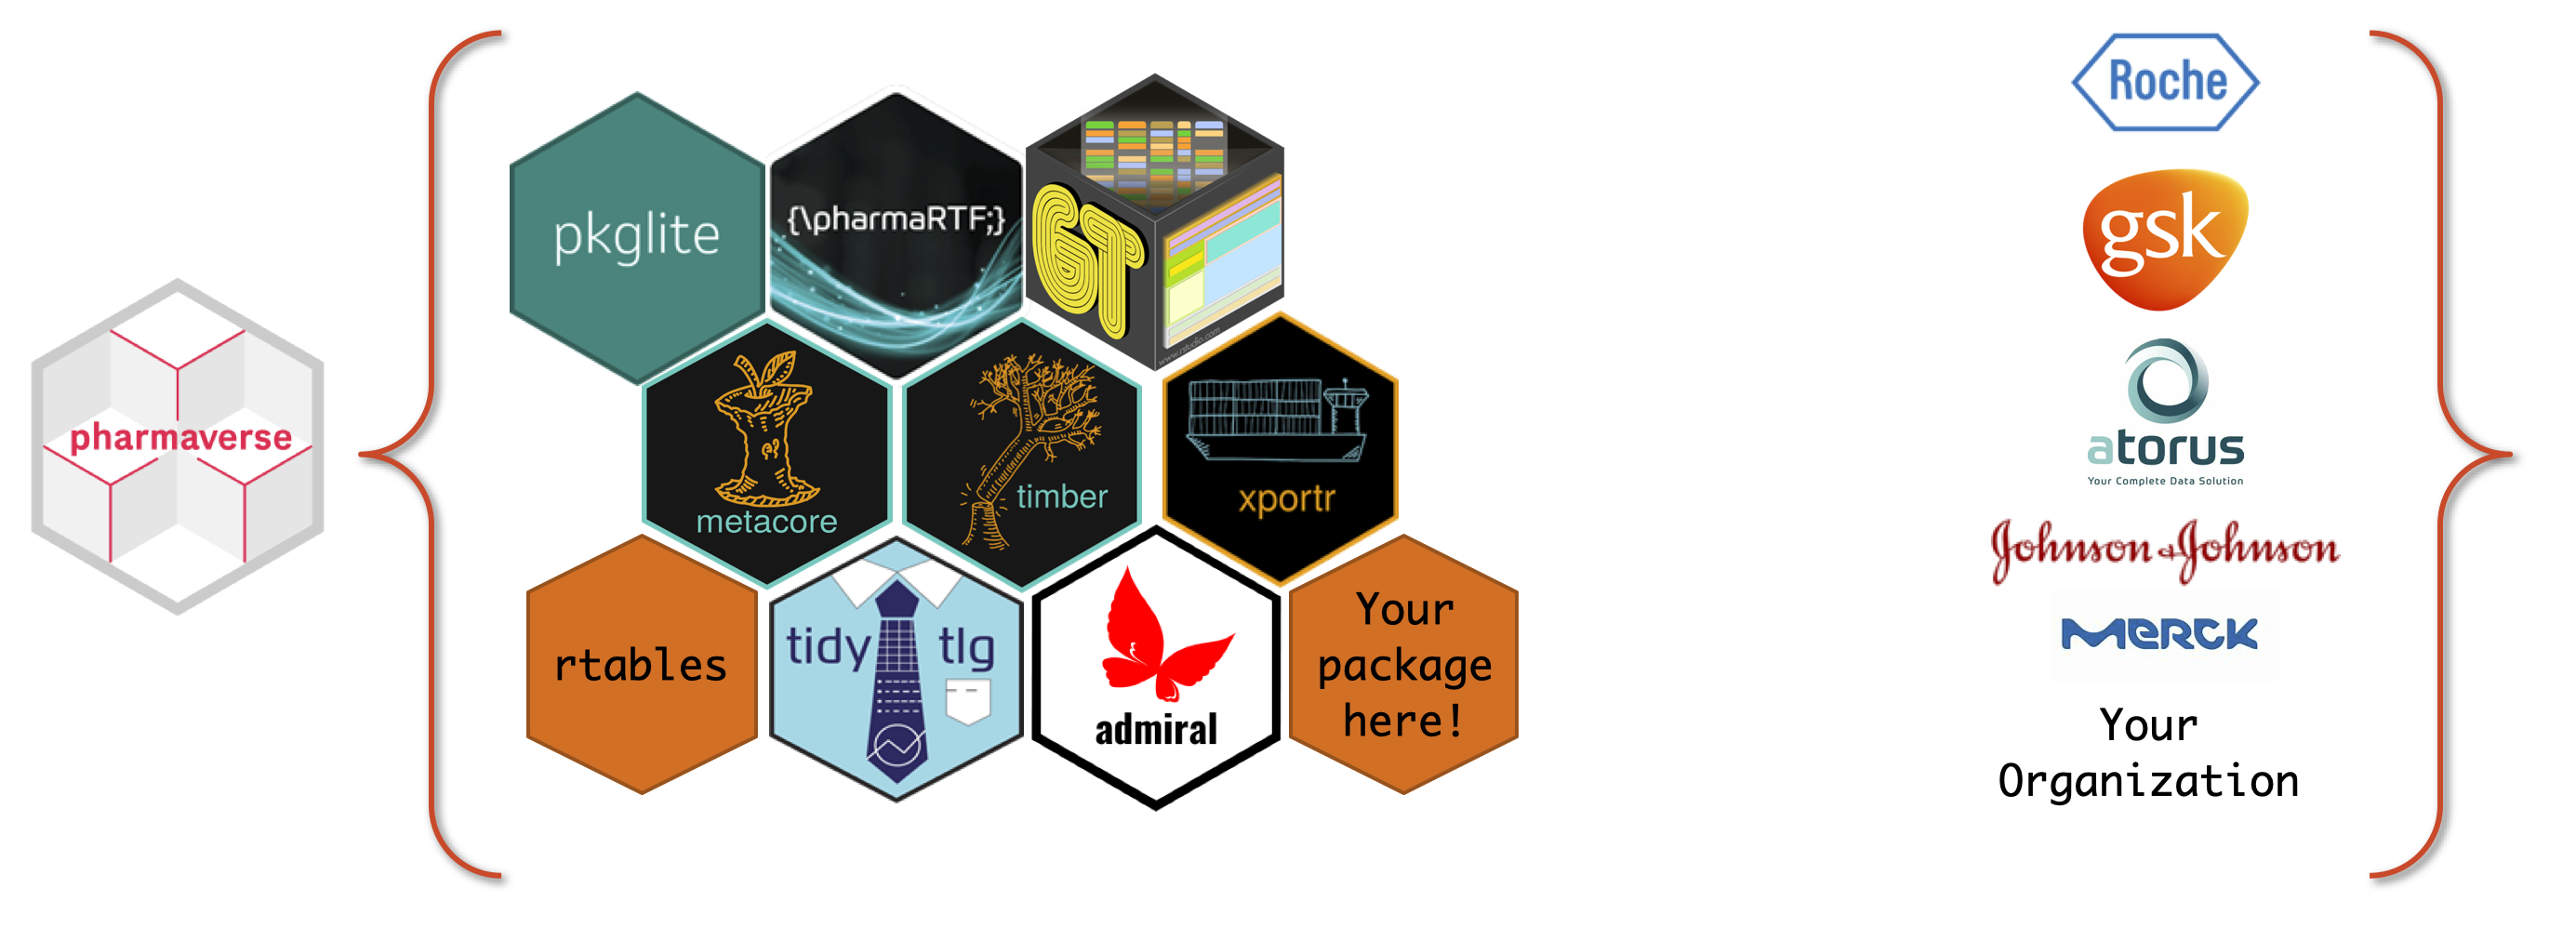 pharmaverse
pkglite
{\pharmaRTF;}
GT
www.rstudio.com
metacore
timber
xportr
rtables
tidy tlg
admiral
Your
package
here!
Roche
gsk
atorus
Your Complete Data Solution
Johnson & Johnson
MERCK
Your
Organization